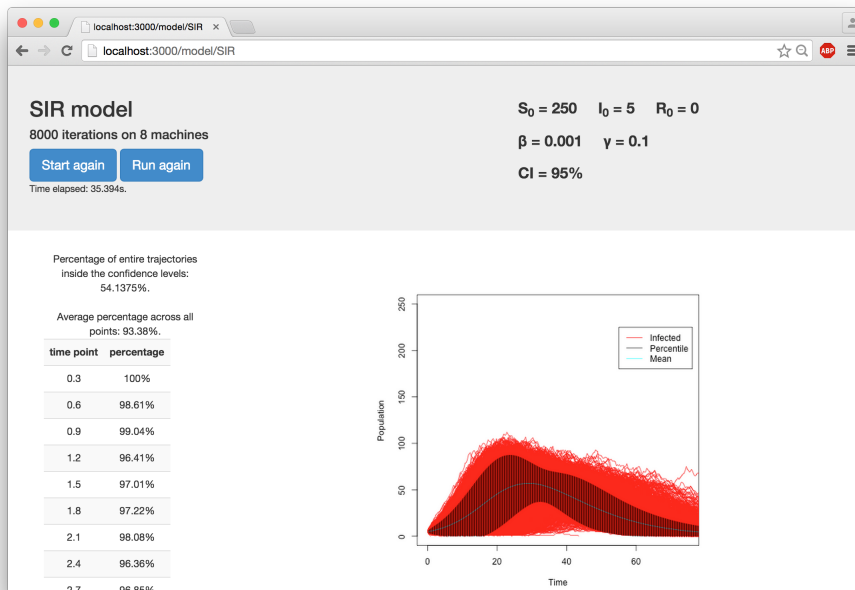 localhost:3000/model/SIR ×
localhost:3000/model/SIR
ABP
SIR model
8000 iterations on 8 machines
Start again Run again
Time elapsed: 35.394s.
S₀ = 250 I₀ = 5 R₀ = 0
β = 0.001 γ = 0.1
CI = 95%
Percentage of entire trajectories
inside the confidence levels:
54.1375%.
Average percentage across all
points: 93.38%.
time point percentage
0.3 100%
0.6 98.61%
0.9 99.04%
1.2 96.41%
1.5 97.01%
1.8 97.22%
2.1 98.08%
2.4 96.36%
2.7 96.85%
Population
250
200
150
100
50
0
Infected
Percentile
Mean
0 20 40 60
Time